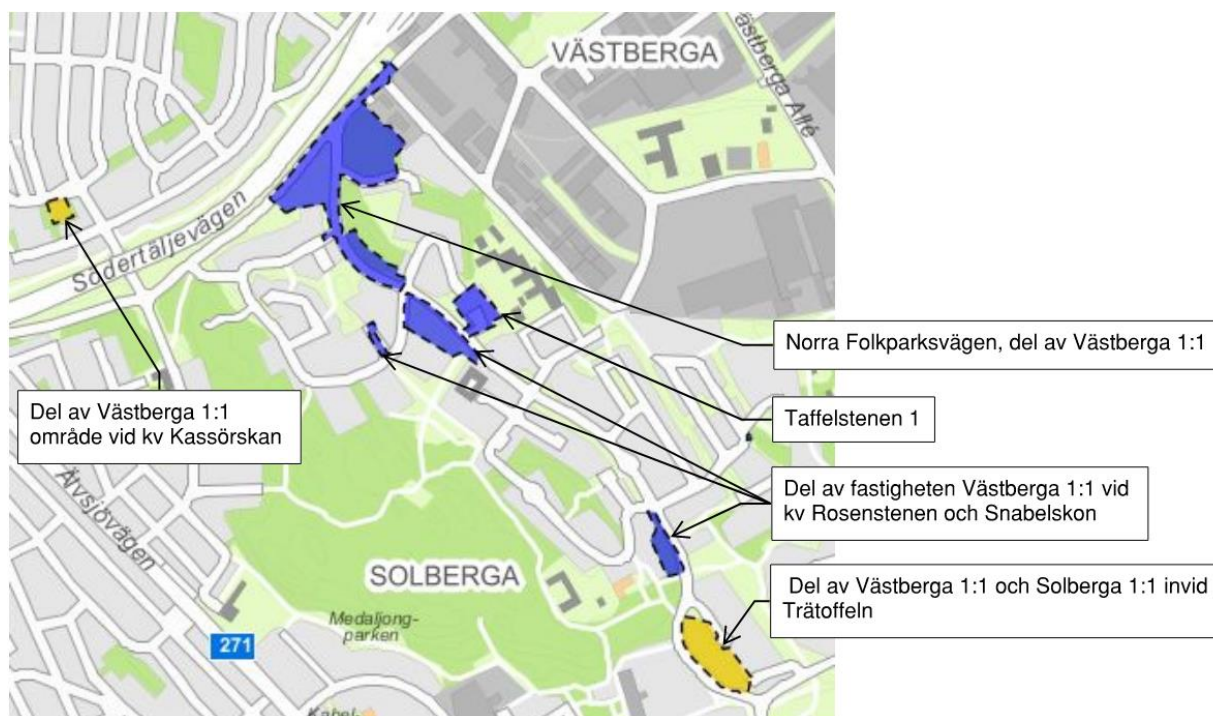 VÄSTBERGA
Västberga Allé
Södertäljevägen
Norra Folkparksvägen, del av Västberga 1:1
Del av Västberga 1:1
område vid kv Kassörskan
Taffelstenen 1
Del av fastigheten Västberga 1:1 vid
kv Rosenstenen och Snabelskon
Älvsjövägen
SOLBERGA
Del av Västberga 1:1 och Solberga 1:1 invid
Trätoffeln
Medaljong-
parken
271